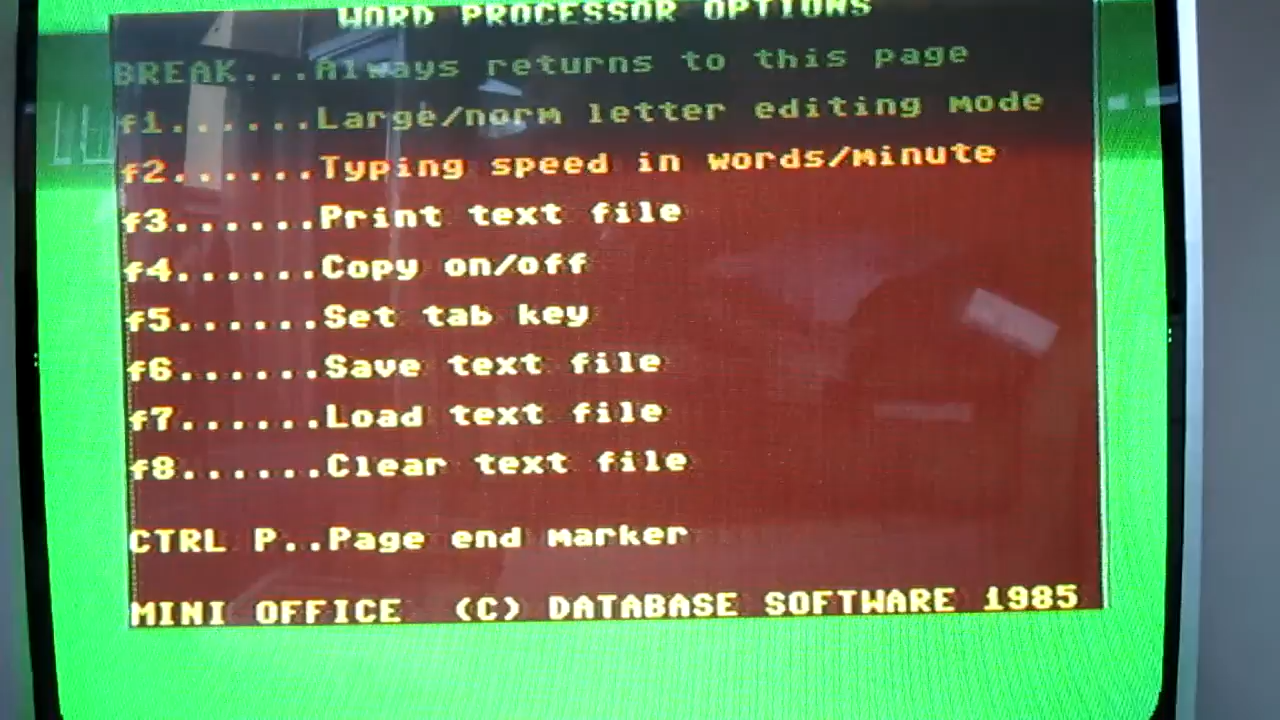 WORD PROCESSOR OPTIONS
BREAK...Always returns to this page
f1......Large/norm letter editing mode
f2......Typing speed in words/minute
f3......Print text file
f4......Copy on/off
f5......Set tab key
f6......Save text file
f7......Load text file
f8......Clear text file
CTRL P..Page end marker
MINI OFFICE (C) DATABASE SOFTWARE 1985